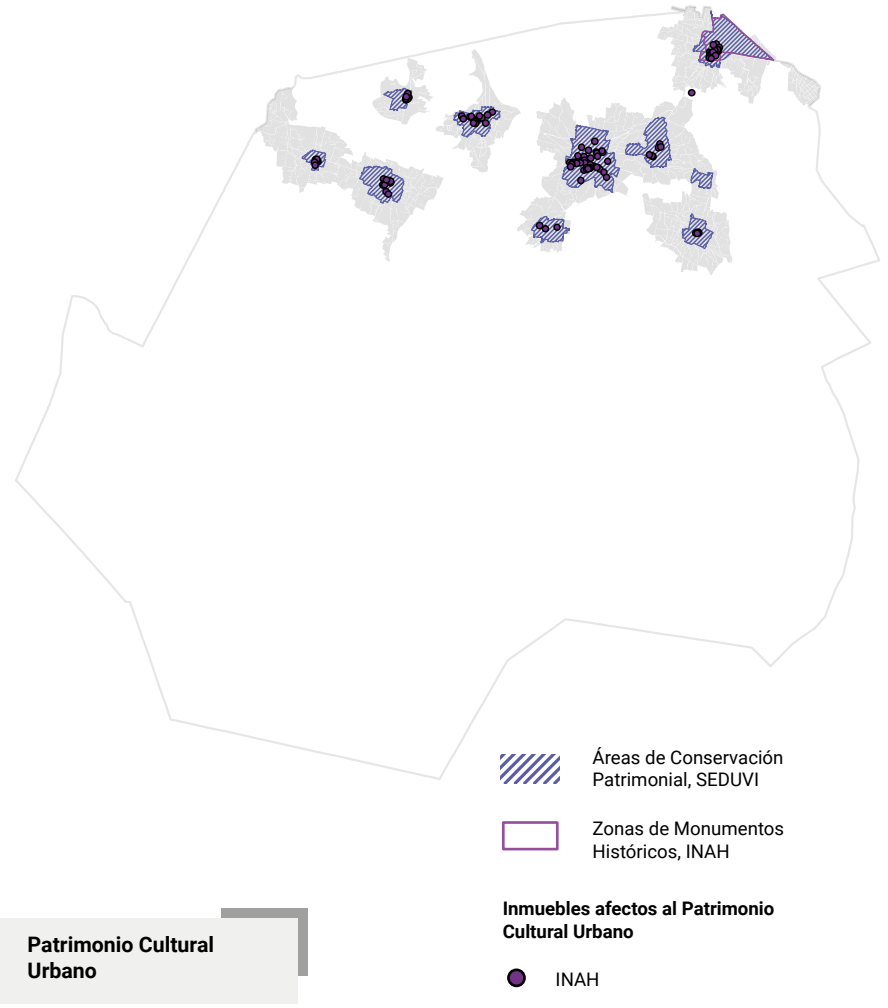 Áreas de Conservación
Patrimonial, SEDUVI
Zonas de Monumentos
Históricos, INAH
Inmuebles afectos al Patrimonio
Cultural Urbano
INAH
Patrimonio Cultural
Urbano